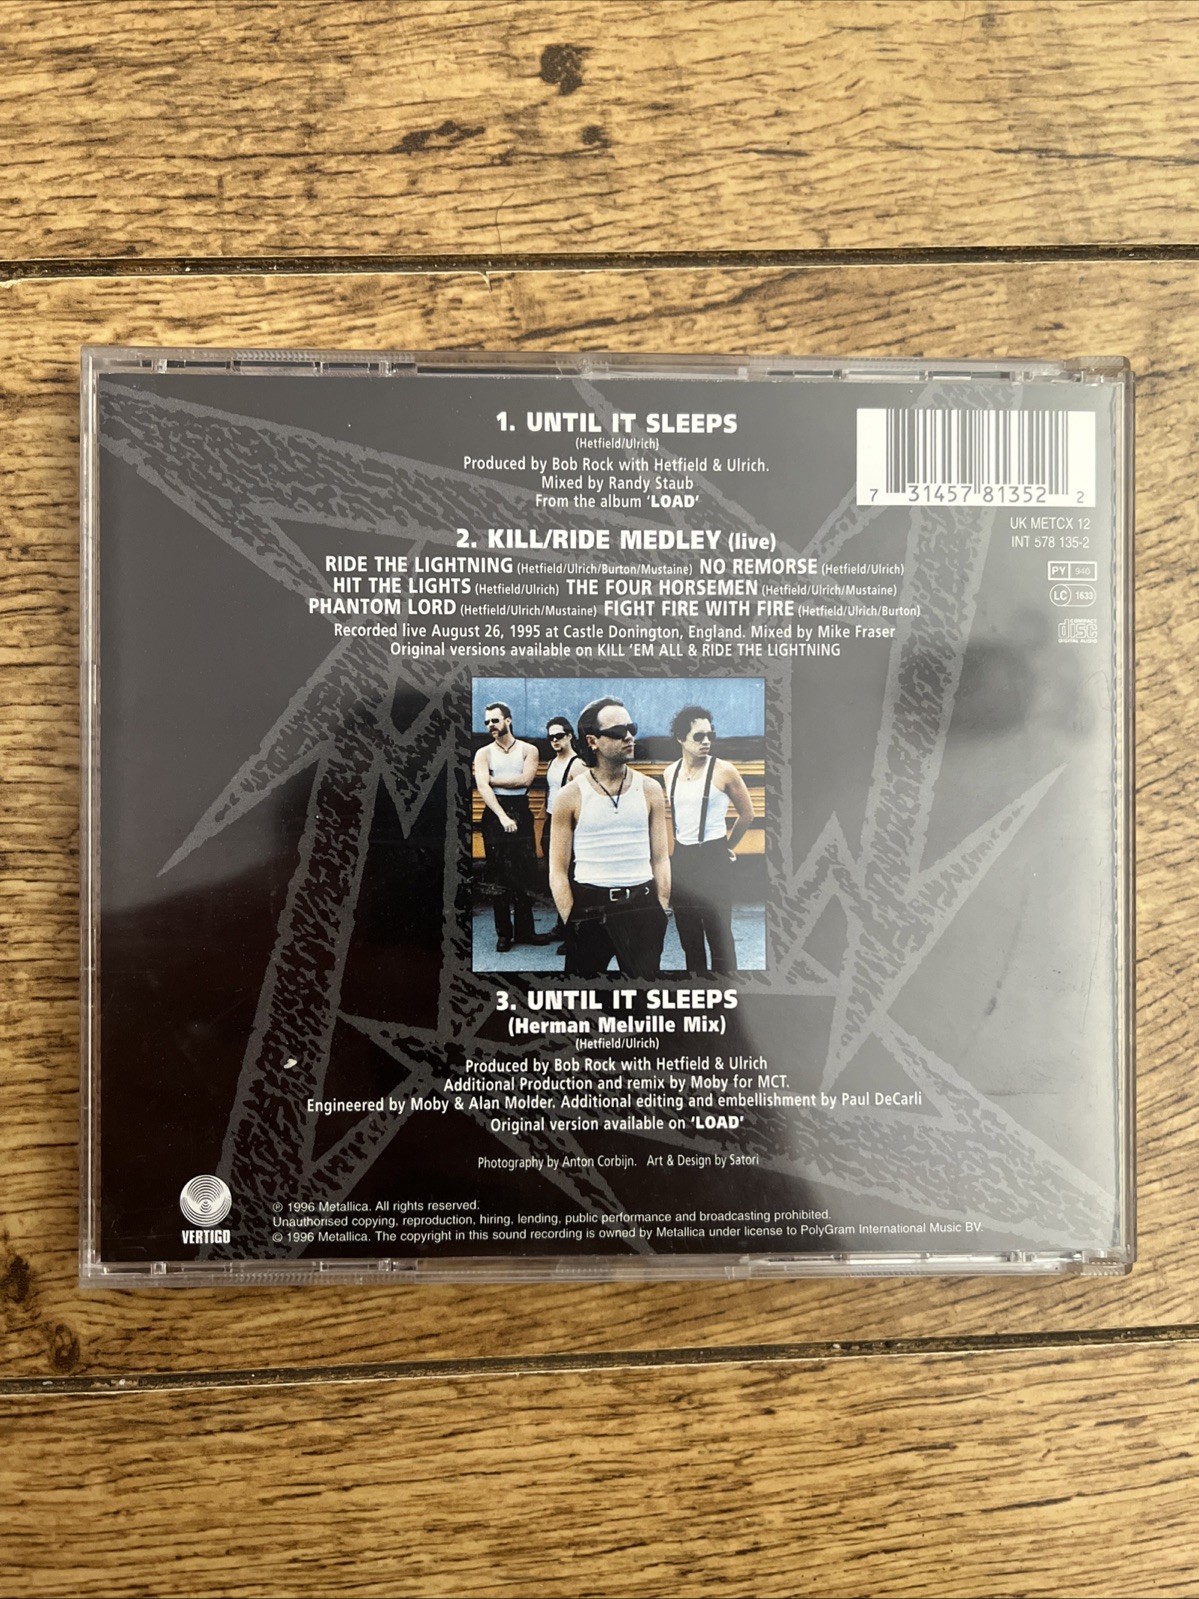 1. UNTIL IT SLEEPS
(Hetfield/Ulrich)
Produced by Bob Rock with Hetfield & Ulrich.
Mixed by Randy Staub
From the album ‘LOAD’
7 31457 81352 2
UK METCX 12
INT 578 135-2
PY 940
LC 1633
COMPACT
disc
DIGITAL AUDIO
2. KILL/RIDE MEDLEY (live)
RIDE THE LIGHTNING (Hetfield/Ulrich/Burton/Mustaine) NO REMORSE (Hetfield/Ulrich)
HIT THE LIGHTS (Hetfield/Ulrich) THE FOUR HORSEMEN (Hetfield/Ulrich/Mustaine)
PHANTOM LORD (Hetfield/Ulrich/Mustaine) FIGHT FIRE WITH FIRE (Hetfield/Ulrich/Burton)
Recorded live August 26, 1995 at Castle Donington, England. Mixed by Mike Fraser
Original versions available on KILL ’EM ALL & RIDE THE LIGHTNING
3. UNTIL IT SLEEPS
(Herman Melville Mix)
(Hetfield/Ulrich)
Produced by Bob Rock with Hetfield & Ulrich
Additional Production and remix by Moby for MCT.
Engineered by Moby & Alan Molder. Additional editing and embellishment by Paul DeCarli
Original version available on ‘LOAD’
Photography by Anton Corbijn. Art & Design by Satori
VERTIGO
℗ 1996 Metallica. All rights reserved.
Unauthorised copying, reproduction, hiring, lending, public performance and broadcasting prohibited.
© 1996 Metallica. The copyright in this sound recording is owned by Metallica under license to PolyGram International Music BV.